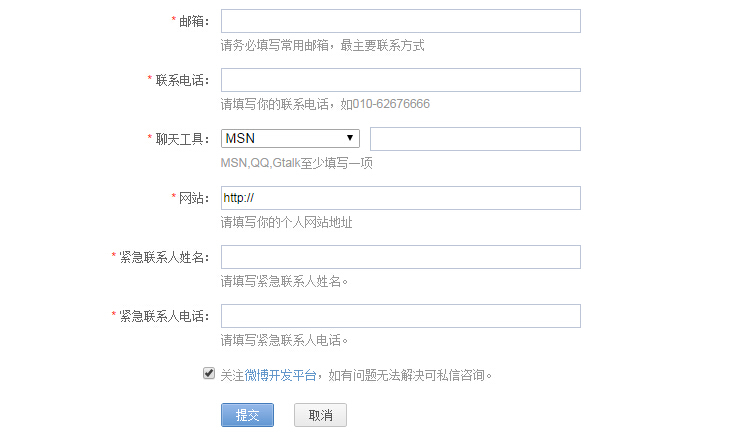 * 邮箱：
请务必填写常用邮箱，最主要联系方式
* 联系电话：
请填写你的联系电话，如010-62676666
* 聊天工具： MSN
MSN,QQ,Gtalk至少填写一项
* 网站： http://
请填写你的个人网站地址
* 紧急联系人姓名：
请填写紧急联系人姓名。
* 紧急联系人电话：
请填写紧急联系人电话。
关注微博开发平台，如有问题无法解决可私信咨询。
提交 取消